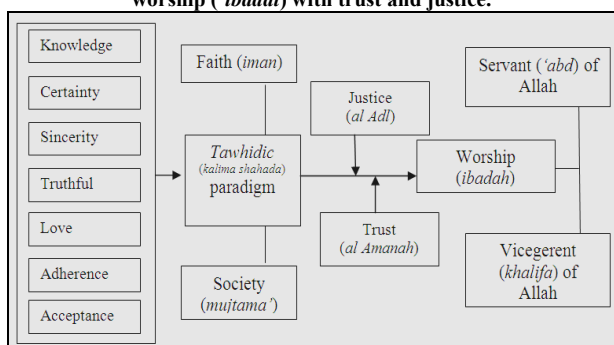 worship (‘ibadat) with trust and justice.
Knowledge
Certainty
Sincerity
Truthful
Love
Adherence
Acceptance
Faith (iman)
Tawhidic
(kalima shahada)
paradigm
Society
(mujtama’)
Justice
(al Adl)
Trust
(al Amanah)
Worship
(ibadah)
Servant (‘abd) of
Allah
Vicegerent
(khalifa) of
Allah